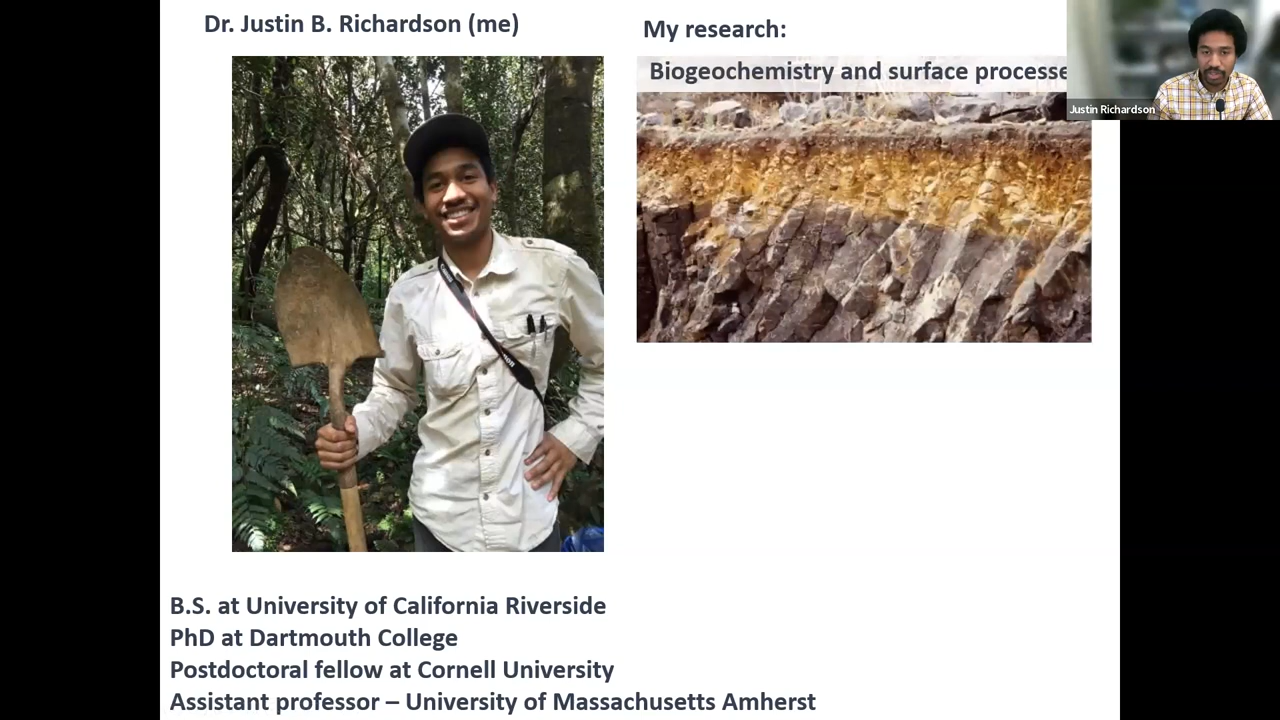 Dr. Justin B. Richardson (me)
My research:
Biogeochemistry and surface processe
Justin Richardson
B.S. at University of California Riverside
PhD at Dartmouth College
Postdoctoral fellow at Cornell University
Assistant professor – University of Massachusetts Amherst